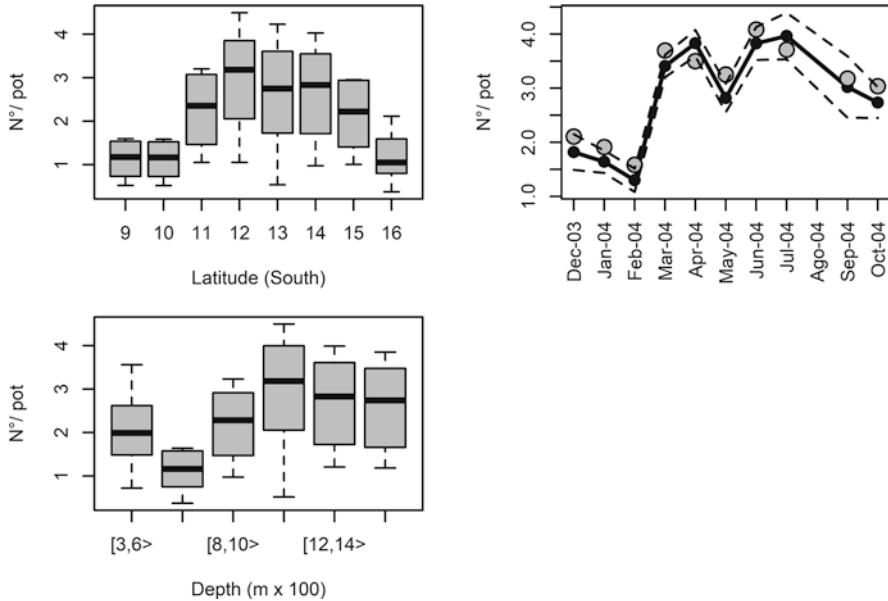 N°/ pot
4
3
2
1
9 10 11 12 13 14 15 16
Latitude (South)
N°/ pot
4.0
3.0
2.0
1.0
Dec-03
Jan-04
Feb-04
Mar-04
Apr-04
May-04
Jun-04
Jul-04
Ago-04
Sep-04
Oct-04
N°/ pot
4
3
2
1
[3,6> [8,10> [12,14>
Depth (m x 100)